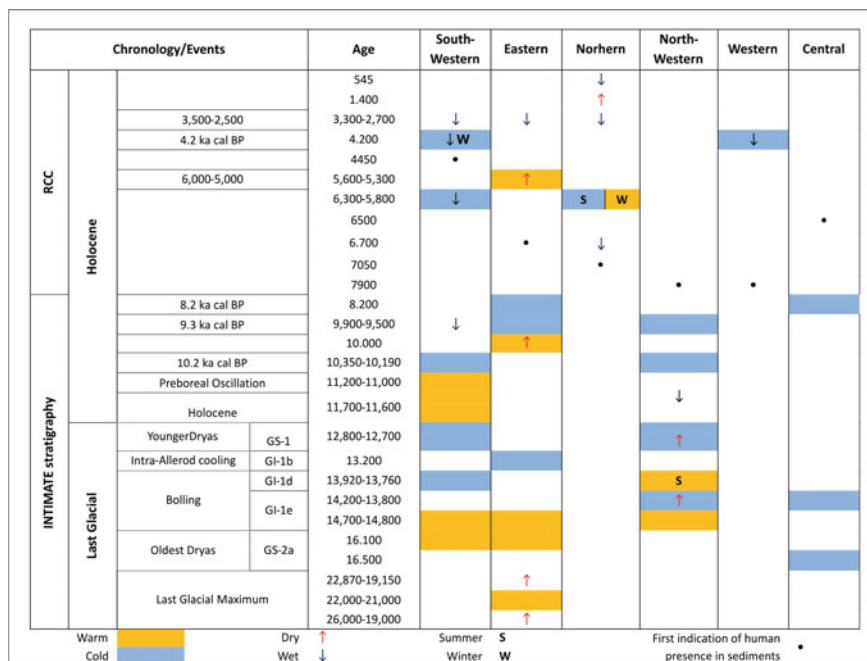 Chronology/Events Age South- Western Eastern Norhern North- Western Western Central
RCC
Holocene
INTIMATE stratigraphy
Last Glacial
545 ↓
1.400 ↑
3,500-2,500 3,300-2,700 ↓ ↓ ↓
4.2 ka cal BP 4.200 ↓ W ↓
4450 •
6,000-5,000 5,600-5,300 ↑
6,300-5,800 ↓ S W
6500 •
6.700 • ↓
7050 •
7900 • •
8.2 ka cal BP 8.200
9.3 ka cal BP 9,900-9,500 ↓
10.000 ↑
10.2 ka cal BP 10,350-10,190
Preboreal Oscillation 11,200-11,000
Holocene 11,700-11,600 ↓
YoungerDryas GS-1 12,800-12,700 ↑
Intra-Allerod cooling GI-1b 13.200
Bolling GI-1d 13,920-13,760 S
GI-1e 14,200-13,800 ↑
14,700-14,800
Oldest Dryas GS-2a 16.100
16.500
Last Glacial Maximum 22,870-19,150 ↑
22,000-21,000
26,000-19,000 ↑
Warm Dry ↑ Summer S First indication of human
Cold Wet ↓ Winter W presence in sediments •